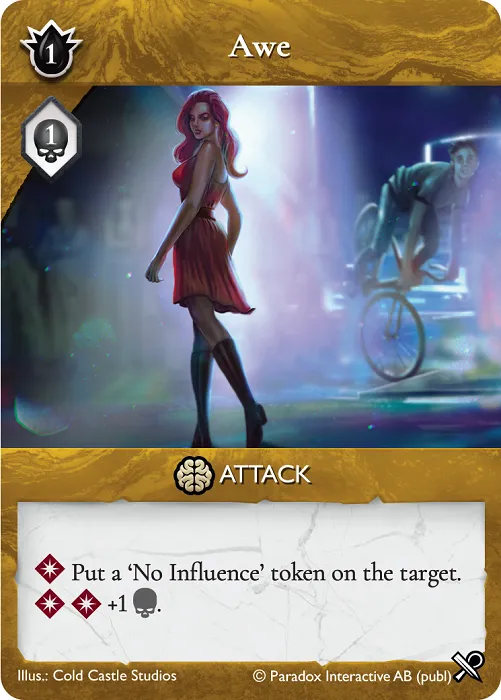 1
Awe
1
ATTACK
Put a ‘No Influence’ token on the target.
+1 .
Illus.: Cold Castle Studios
© Paradox Interactive AB (publ)